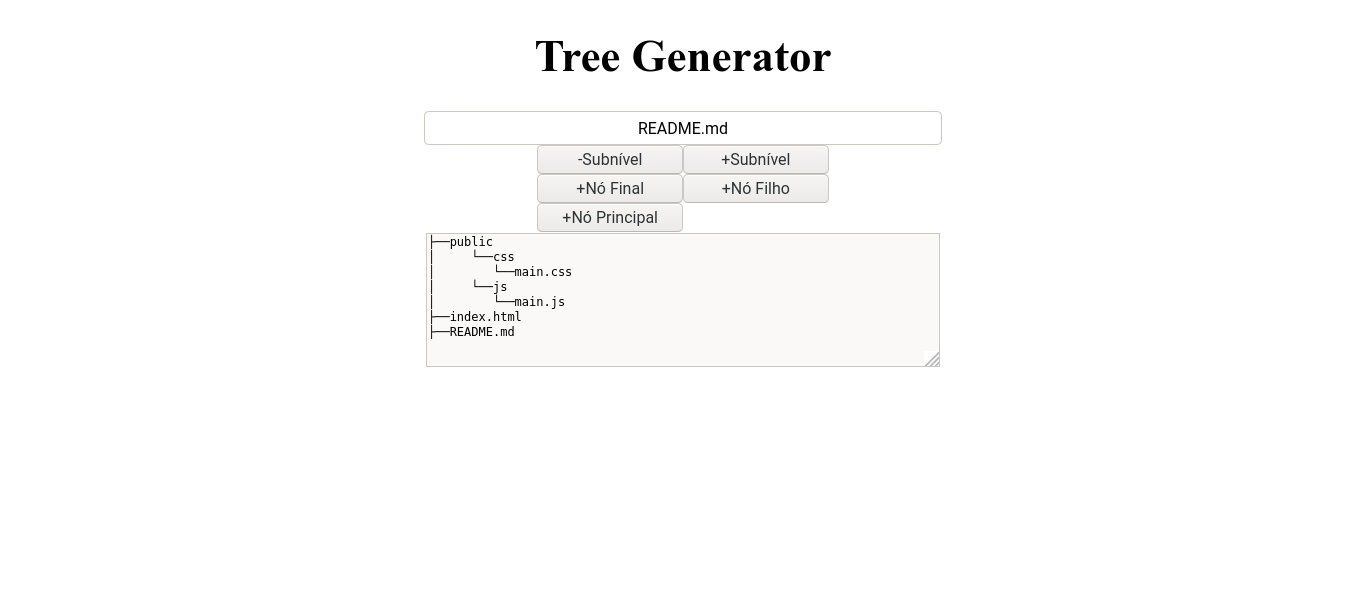 Tree Generator
README.md
-Subnível +Subnível
+Nó Final +Nó Filho
+Nó Principal
├──public
│     └──css
│        └──main.css
│     └──js
│        └──main.js
├──index.html
├──README.md